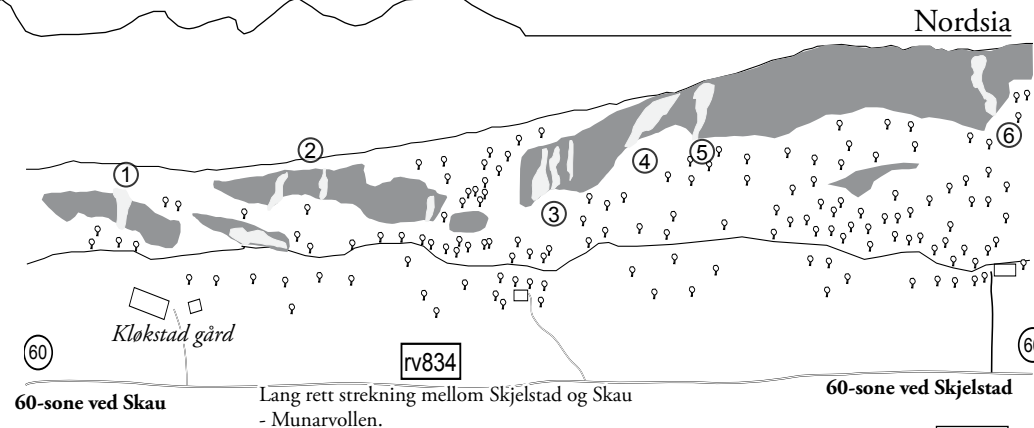 Nordsia
1
2
3
4
5
6
Kløkstad gård
60
rv834
60-sone ved Skau
Lang rett strekning mellom Skjelstad og Skau
- Munarvollen.
60-sone ved Skjelstad